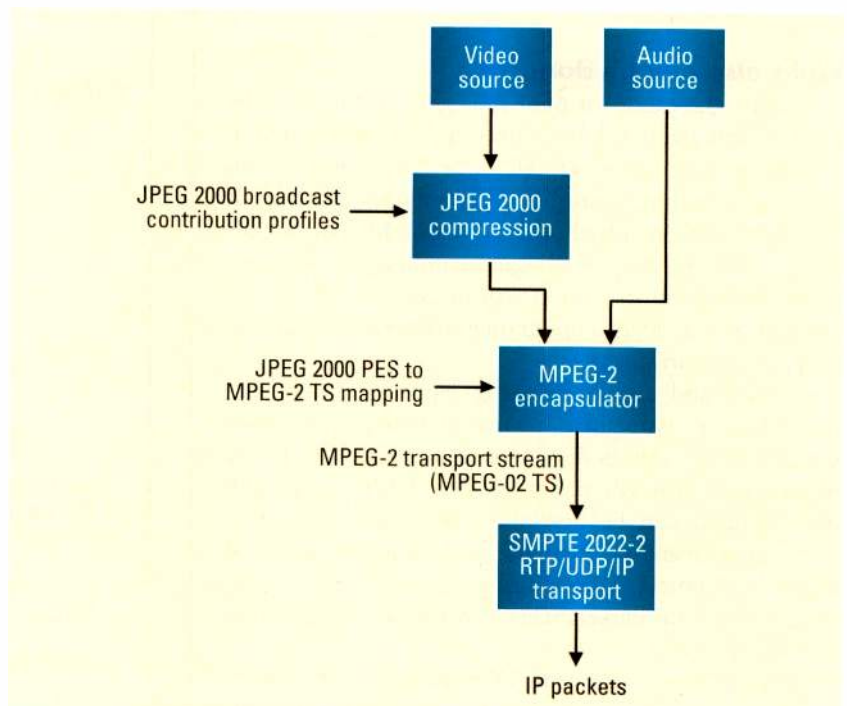 Video
source
Audio
source
JPEG 2000 broadcast
contribution profiles
JPEG 2000
compression
JPEG 2000 PES to
MPEG-2 TS mapping
MPEG-2
encapsulator
MPEG-2 transport stream
(MPEG-02 TS)
SMPTE 2022-2
RTP/UDP/IP
transport
IP packets